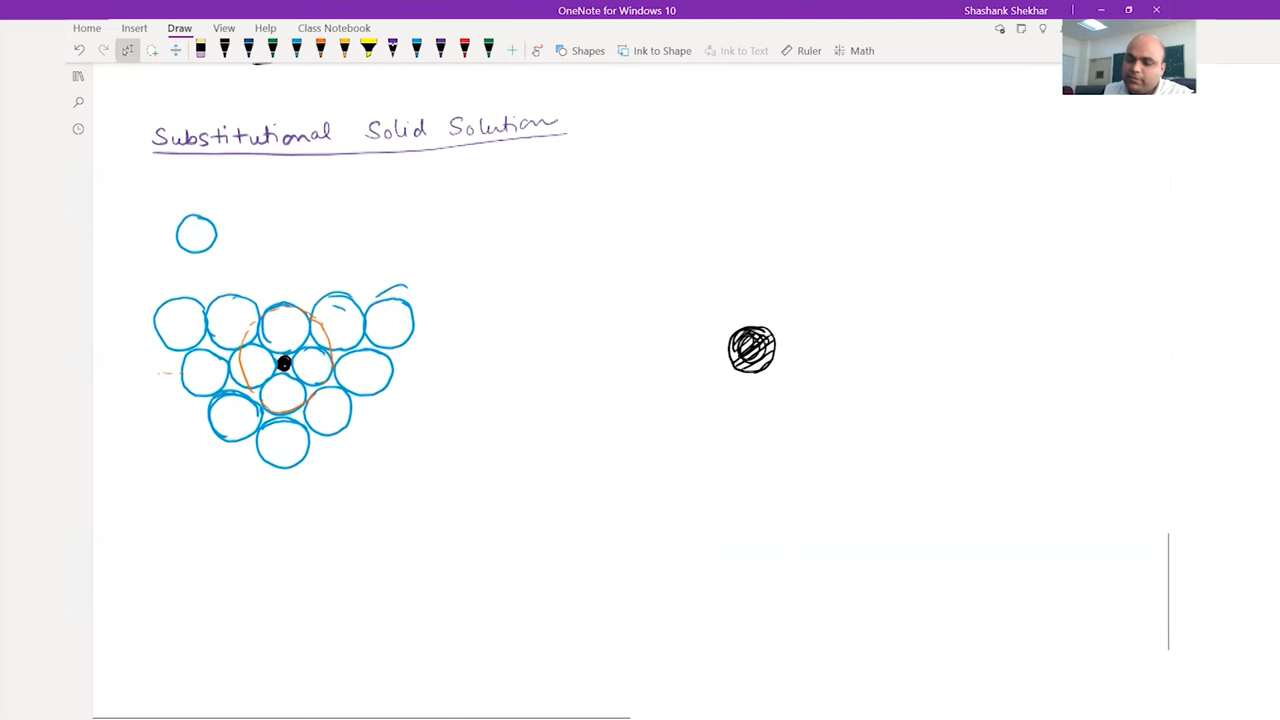 OneNote for Windows 10
Shashank Shekhar
Home Insert Draw View Help Class Notebook
Shapes Ink to Shape Ink to Text Ruler Math
Substitutional Solid Solution